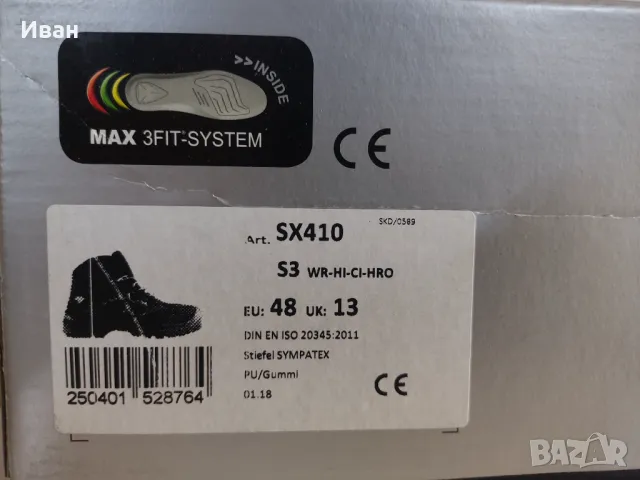 Иван
>>INSIDE
MAX 3FIT-SYSTEM
CE
SKD/0589
Art. SX410
S3 WR-HI-CI-HRO
EU: 48 UK: 13
DIN EN ISO 20345:2011
Stiefel SYMPATEX
PU/Gummi
01.18
CE
250401 528764
BAZAR